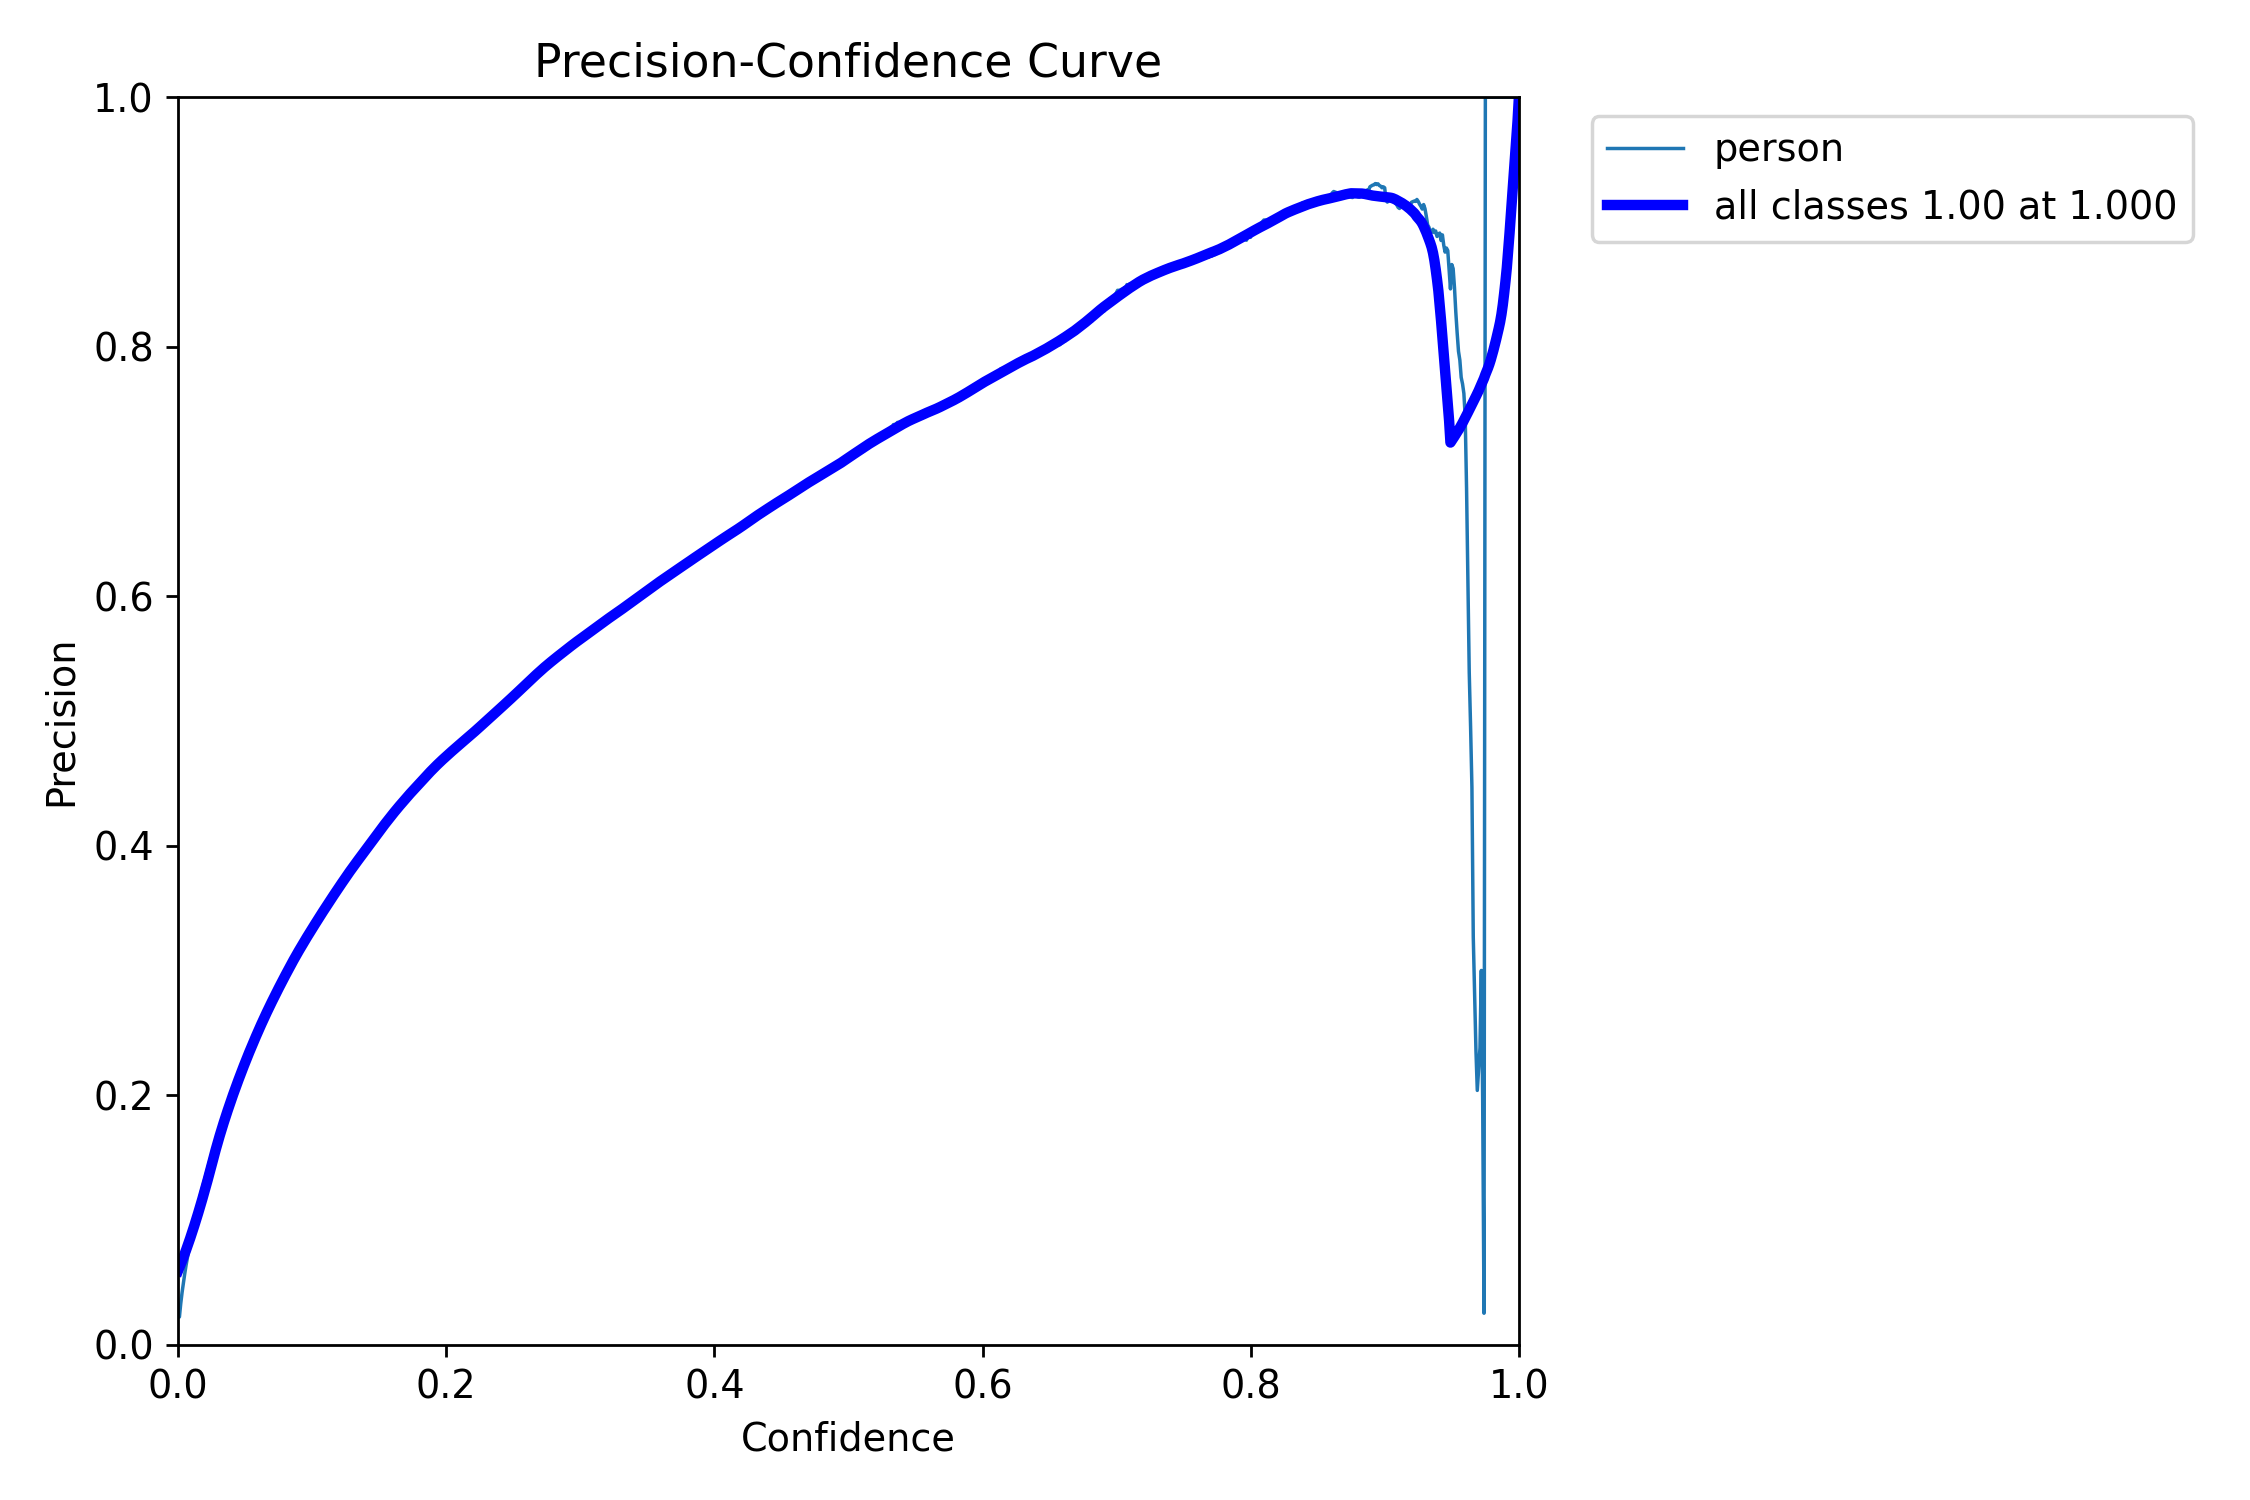 Precision-Confidence Curve
person
all classes 1.00 at 1.000
Precision
1.0
0.8
0.6
0.4
0.2
0.0
0.0 0.2 0.4 0.6 0.8 1.0
Confidence